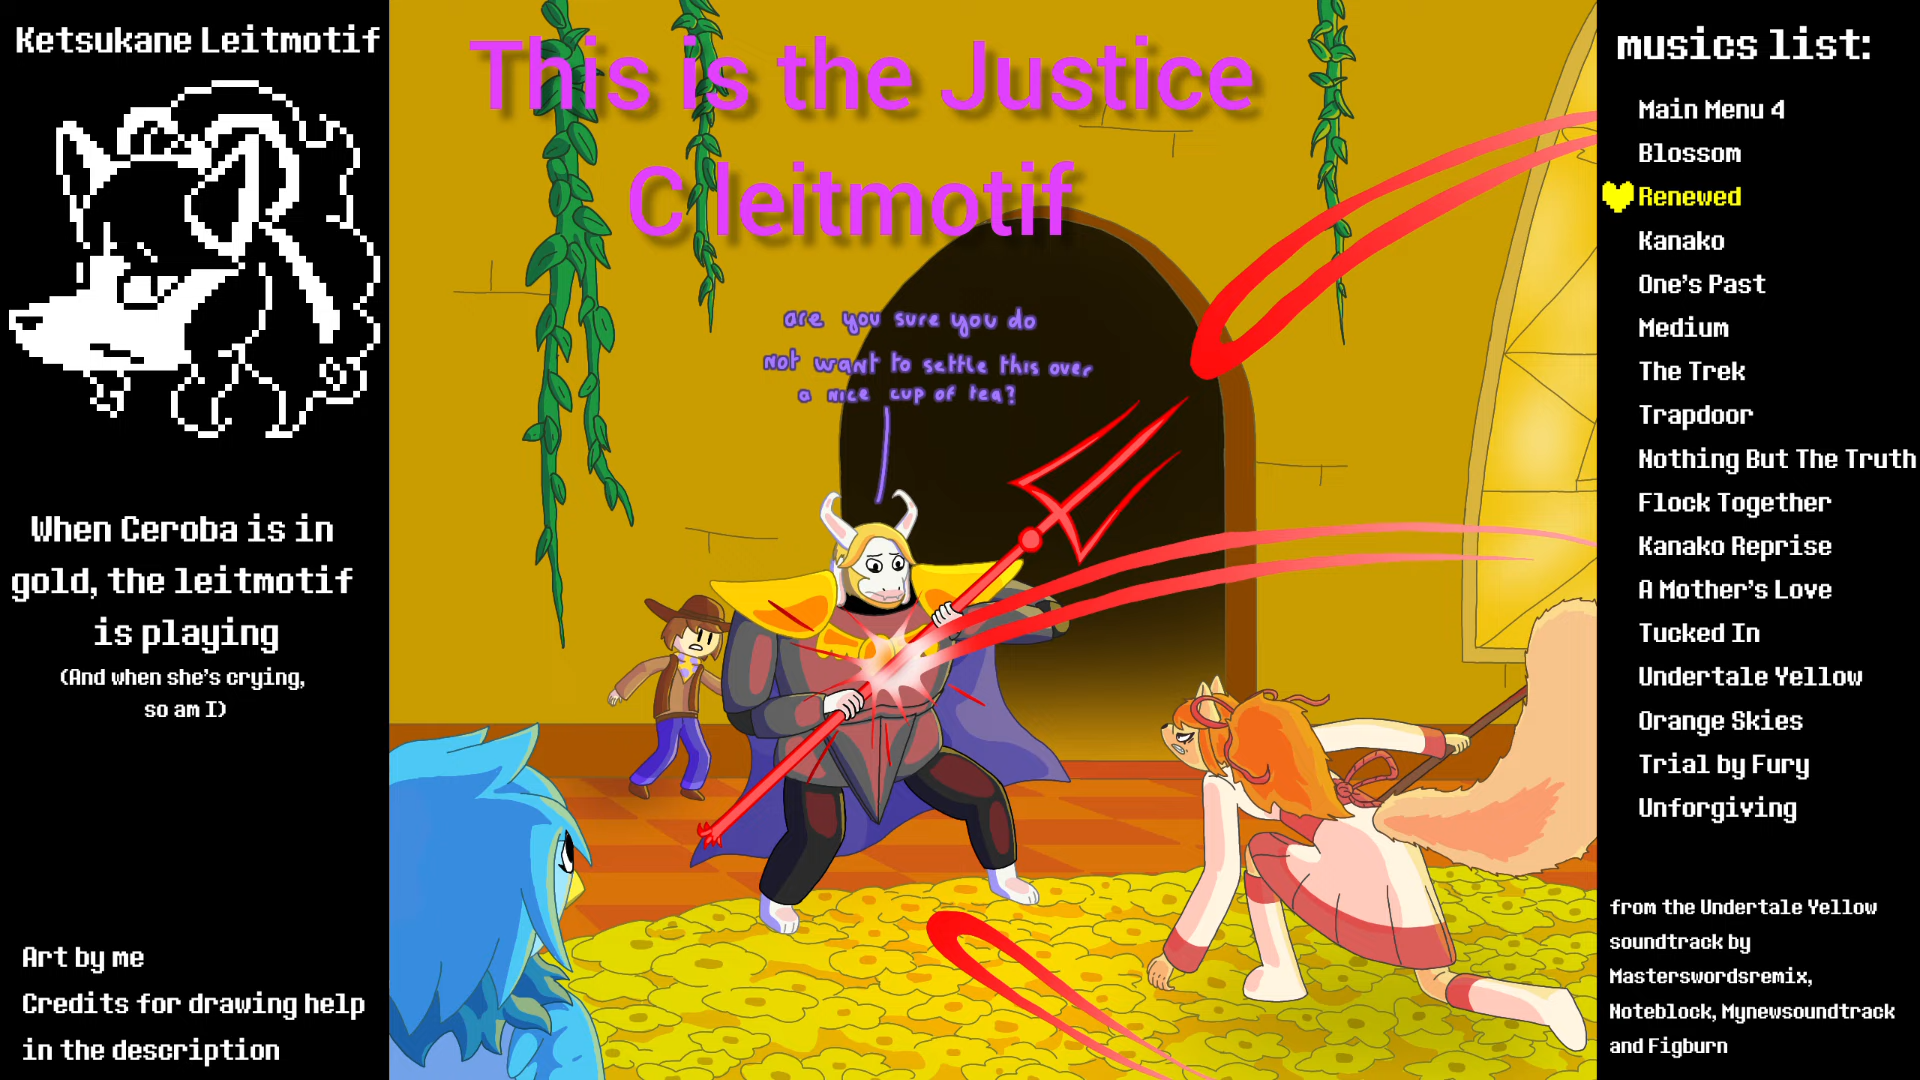 Ketsukane Leitmotif
When Ceroba is in
gold, the leitmotif
is playing
(And when she's crying,
so am I)
Art by me
Credits for drawing help
in the description
This is the Justice
C leitmotif
are you sure you do
not want to settle this over
a nice cup of tea?
musics list:
Main Menu 4
Blossom
Renewed
Kanako
One's Past
Medium
The Trek
Trapdoor
Nothing But The Truth
Flock Together
Kanako Reprise
A Mother's Love
Tucked In
Undertale Yellow
Orange Skies
Trial by Fury
Unforgiving
from the Undertale Yellow
soundtrack by
Masterswordsremix,
Noteblock, Mynewsoundtrack
and Figburn